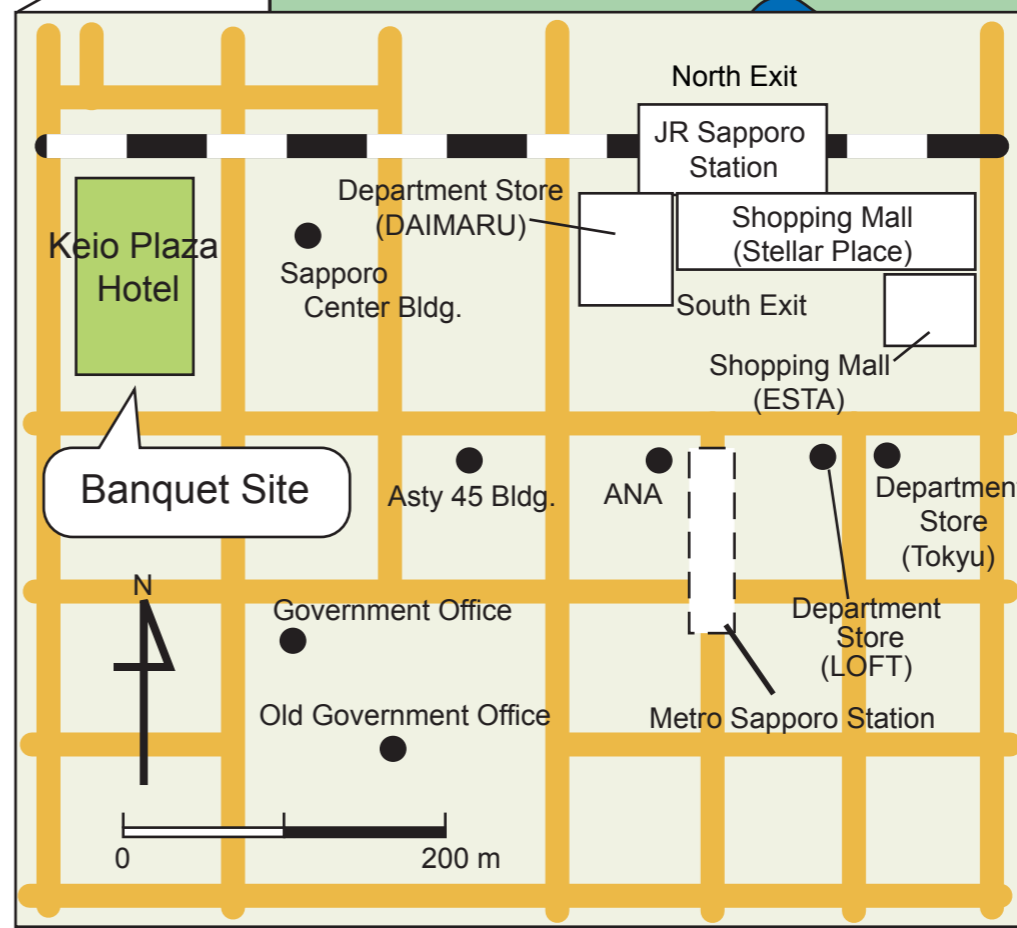 North Exit
JR Sapporo
Station
Department Store
(DAIMARU)
Shopping Mall
(Stellar Place)
Keio Plaza
Hotel
Sapporo
Center Bldg.
South Exit
Shopping Mall
(ESTA)
Banquet Site
Asty 45 Bldg.
ANA
Department
Store
(Tokyu)
N
Government Office
Department
Store
(LOFT)
Old Government Office
Metro Sapporo Station
0
200 m